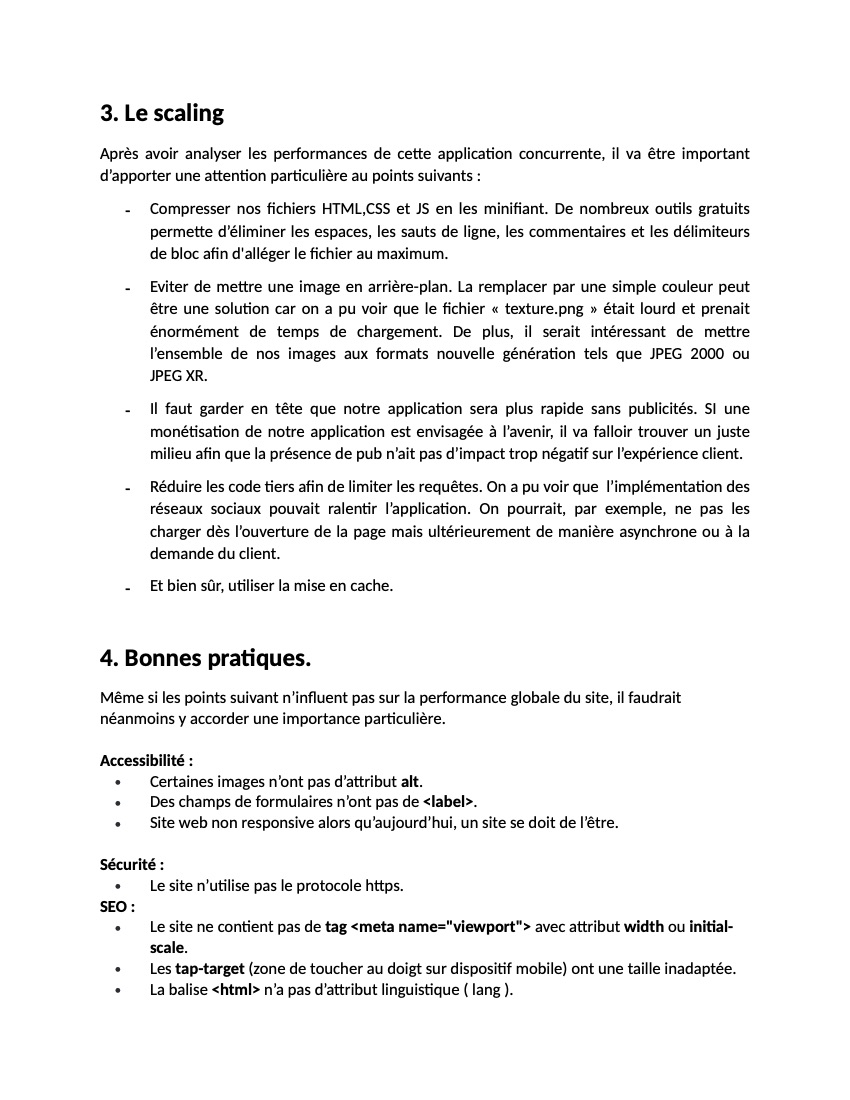 3. Le scaling
Après avoir analyser les performances de cette application concurrente, il va être important
d’apporter une attention particulière au points suivants :
- Compresser nos fichiers HTML,CSS et JS en les minifiant. De nombreux outils gratuits
permette d’éliminer les espaces, les sauts de ligne, les commentaires et les délimiteurs
de bloc afin d'alléger le fichier au maximum.
- Eviter de mettre une image en arrière-plan. La remplacer par une simple couleur peut
être une solution car on a pu voir que le fichier « texture.png » était lourd et prenait
énormément de temps de chargement. De plus, il serait intéressant de mettre
l’ensemble de nos images aux formats nouvelle génération tels que JPEG 2000 ou
JPEG XR.
- Il faut garder en tête que notre application sera plus rapide sans publicités. SI une
monétisation de notre application est envisagée à l’avenir, il va falloir trouver un juste
milieu afin que la présence de pub n’ait pas d’impact trop négatif sur l’expérience client.
- Réduire les code tiers afin de limiter les requêtes. On a pu voir que  l’implémentation des
réseaux sociaux pouvait ralentir l’application. On pourrait, par exemple, ne pas les
charger dès l’ouverture de la page mais ultérieurement de manière asynchrone ou à la
demande du client.
- Et bien sûr, utiliser la mise en cache.
4. Bonnes pratiques.
Même si les points suivant n’influent pas sur la performance globale du site, il faudrait
néanmoins y accorder une importance particulière.
Accessibilité :
• Certaines images n’ont pas d’attribut alt.
• Des champs de formulaires n’ont pas de <label>.
• Site web non responsive alors qu’aujourd’hui, un site se doit de l’être.
Sécurité :
• Le site n’utilise pas le protocole https.
SEO :
• Le site ne contient pas de tag <meta name="viewport"> avec attribut width ou initial-
scale.
• Les tap-target (zone de toucher au doigt sur dispositif mobile) ont une taille inadaptée.
• La balise <html> n’a pas d’attribut linguistique ( lang ).